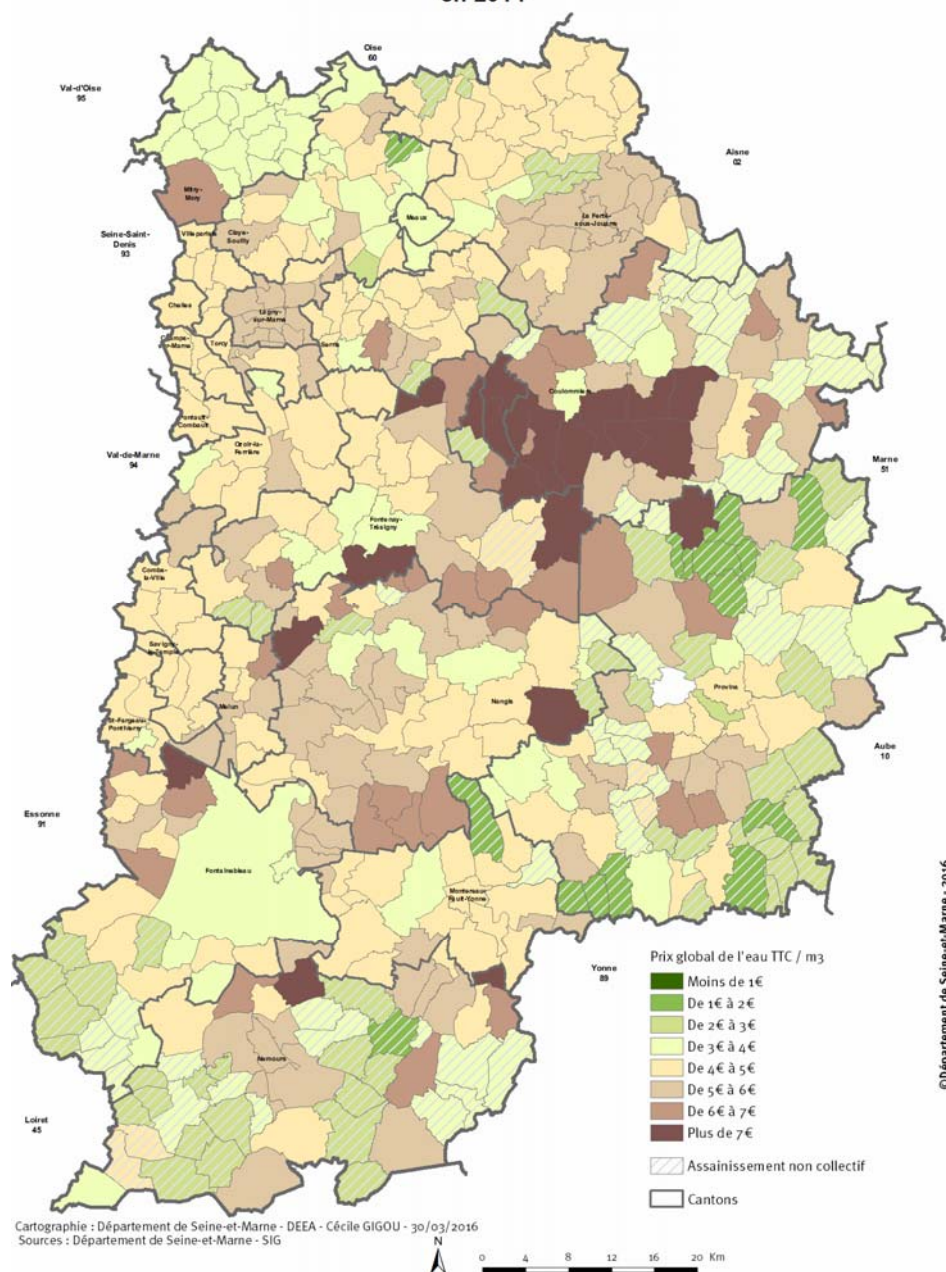 Oise
60
Val-d'Oise
95
Aisne
02
Mitry-
Mory
Meaux
La Ferté-
sous-Jouarre
Seine-Saint-
Denis
93
Villeparisis
Claye-
Souilly
Chelles
Lagny-
sur-Marne
Champs-
sur-Marne
Torcy
Serris
Coulommiers
Pontault-
Combault
Ozoir-la-
Ferrière
Val-de-Marne
94
Marne
51
Fontenay-
Trésigny
Combs-
la-Ville
Savigny-
le-Temple
Nangis
Provins
Melun
St-Fargeau-
Ponthierry
Aube
10
Essonne
91
Fontainebleau
Montereau
Fault-Yonne
Yonne
89
Nemours
Loiret
45
Prix global de l'eau TTC / m3
Moins de 1€
De 1€ à 2€
De 2€ à 3€
De 3€ à 4€
De 4€ à 5€
De 5€ à 6€
De 6€ à 7€
Plus de 7€
Assainissement non collectif
Cantons
©Département de Seine-et-Marne - 2016
Cartographie : Département de Seine-et-Marne - DEEA - Cécile GIGOU - 30/03/2016
Sources : Département de Seine-et-Marne - SIG
N
0 4 8 12 16 20 Km